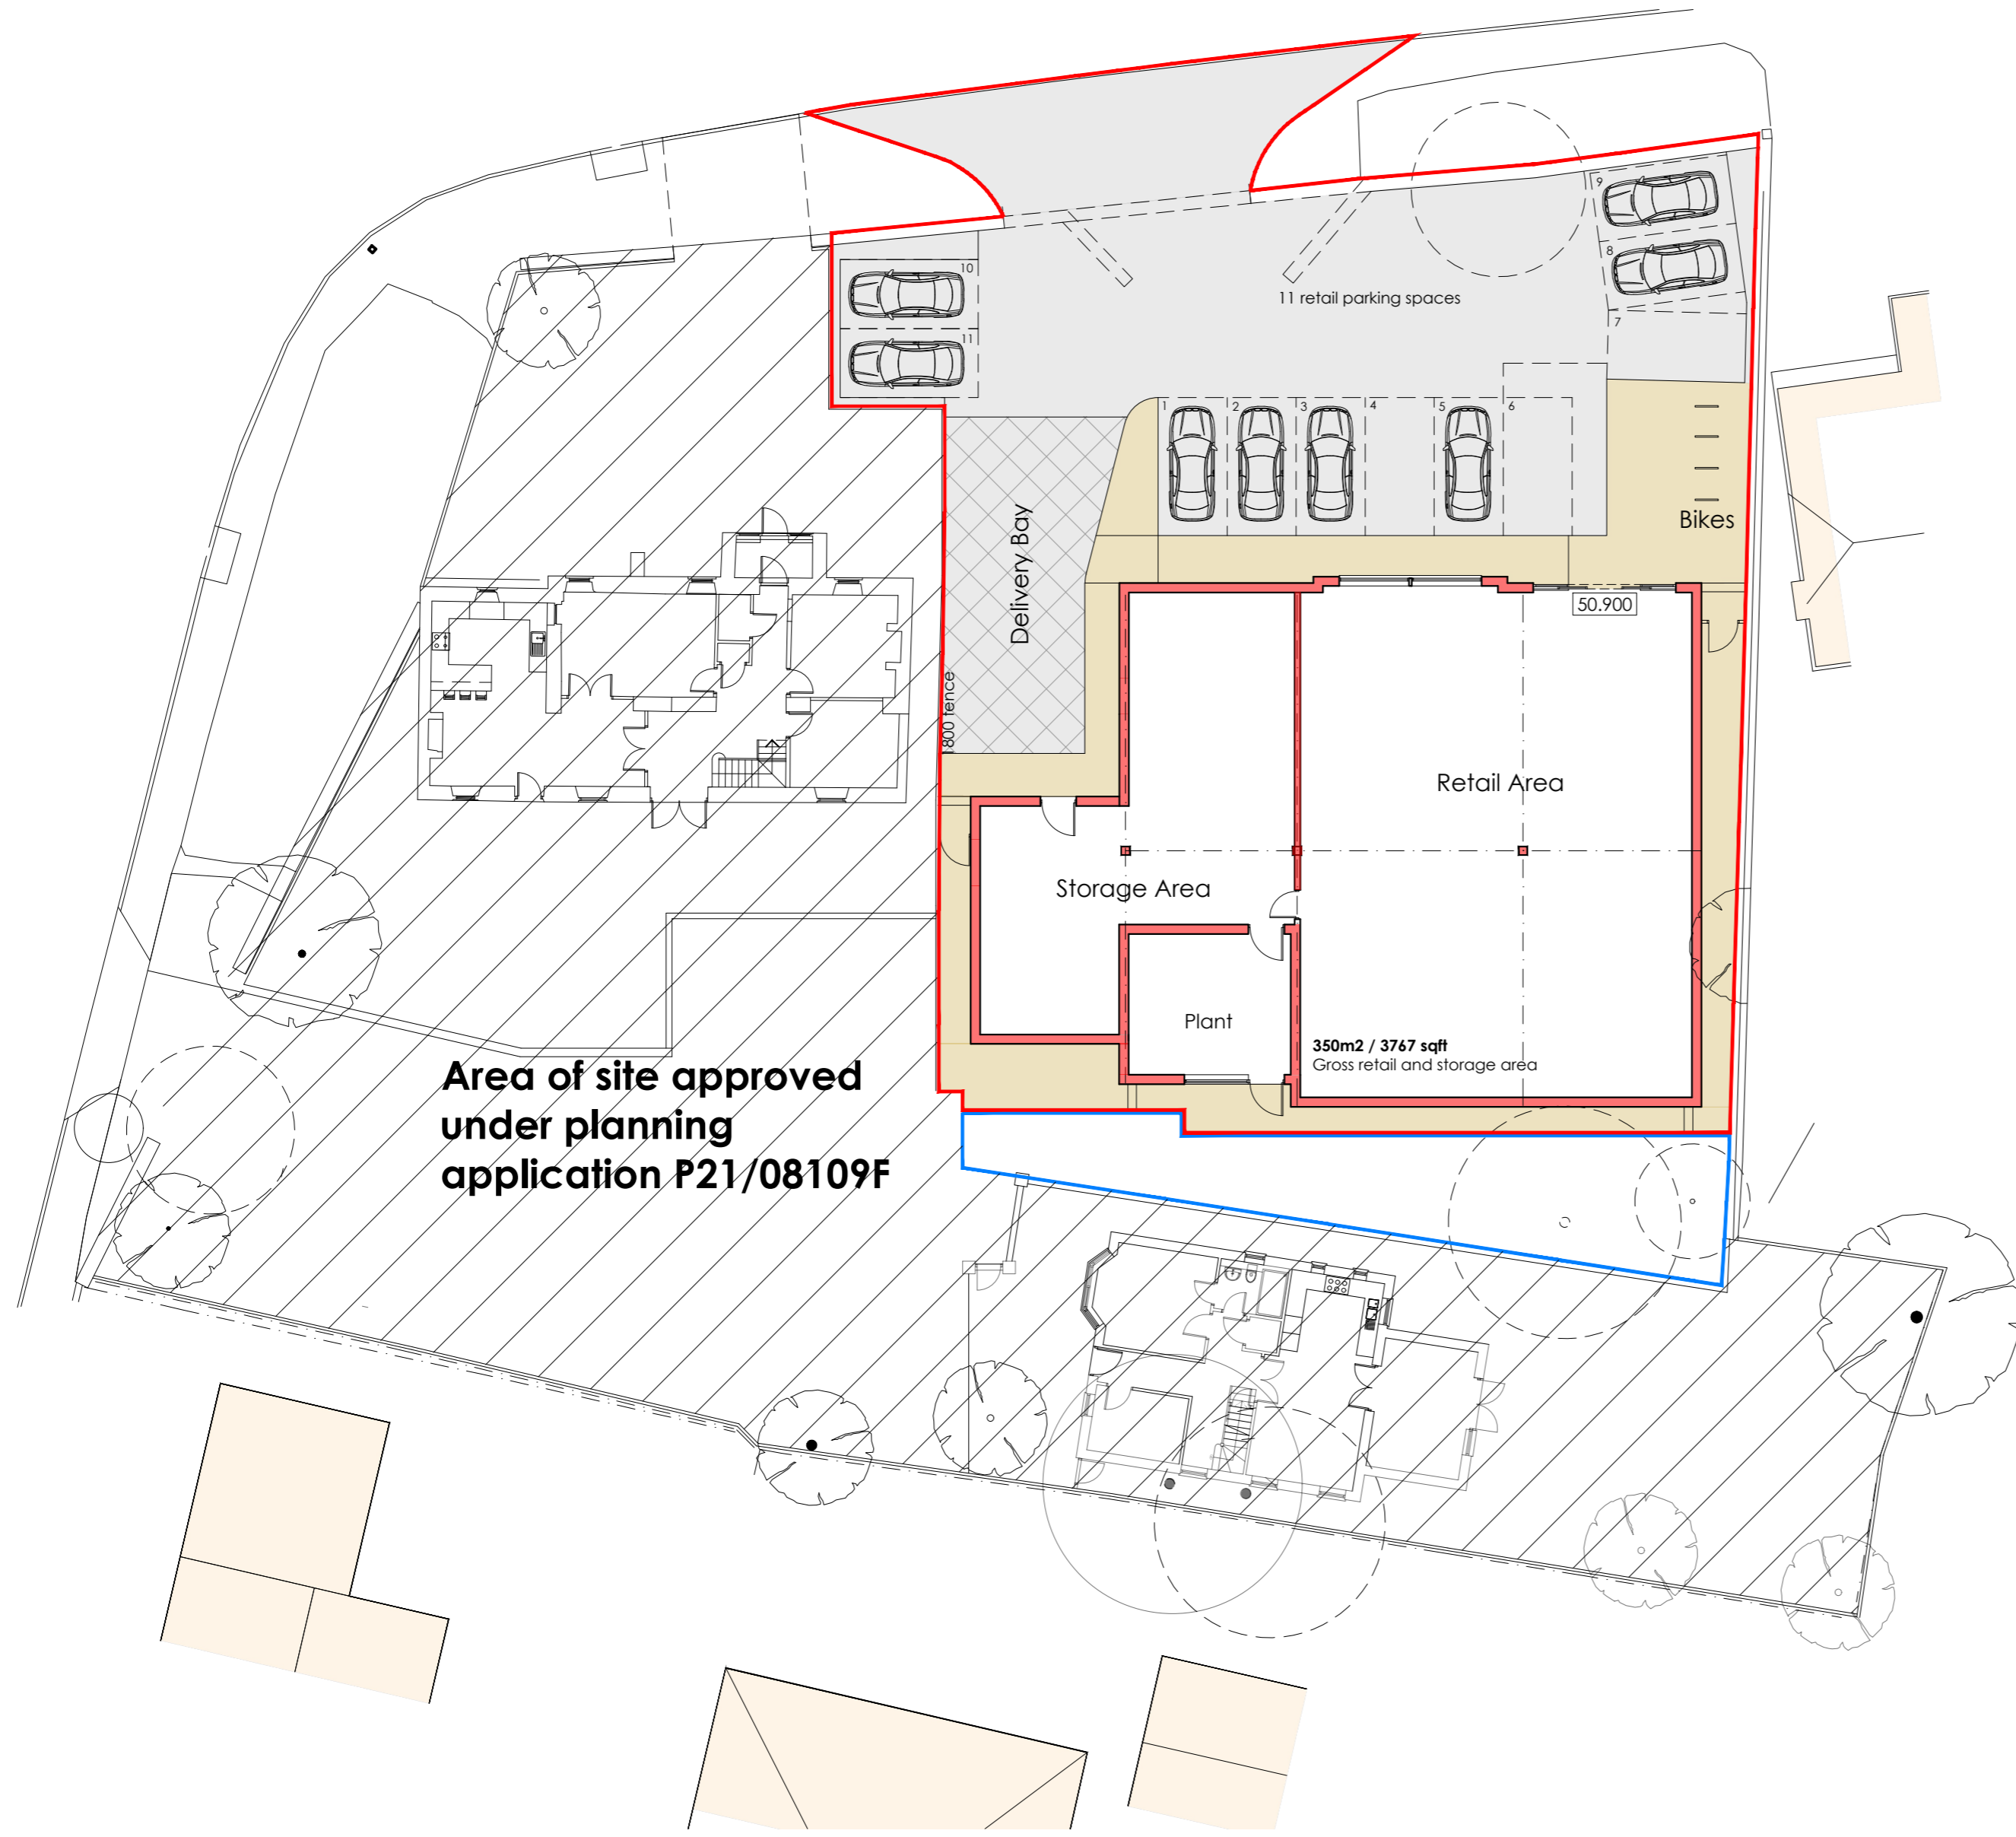 9
8
7
10
11
11 retail parking spaces
1
2
3
4
5
6
Bikes
Delivery Bay
50.900
1800 fence
Retail Area
Storage Area
Plant
350m2 / 3767 sqft
Gross retail and storage area
Area of site approved
under planning
application P21/08109F